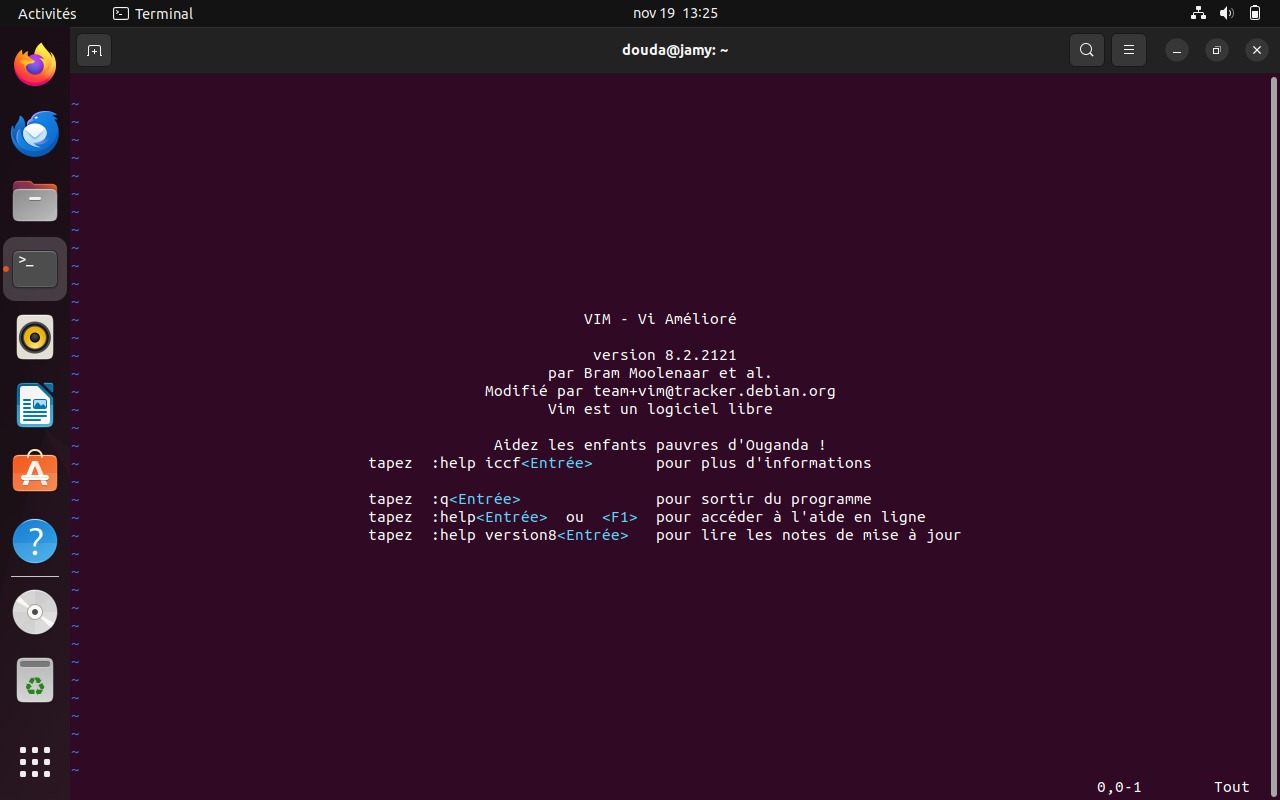 Activités
Terminal
nov 19 13:25
douda@jamy: ~
>_
~
~
~
~
~
~
~
~
~
~
~
~
~ VIM - Vi Amélioré
~
~ version 8.2.2121
~ par Bram Moolenaar et al.
~ Modifié par team+vim@tracker.debian.org
~ Vim est un logiciel libre
~
~ Aidez les enfants pauvres d'Ouganda !
~ tapez :help iccf<Entrée> pour plus d'informations
~
~ tapez :q<Entrée> pour sortir du programme
~ tapez :help<Entrée> ou <F1> pour accéder à l'aide en ligne
~ tapez :help version8<Entrée> pour lire les notes de mise à jour
~
~
~
~
~
~
~
~
~
~
~
~
~
0,0-1 Tout